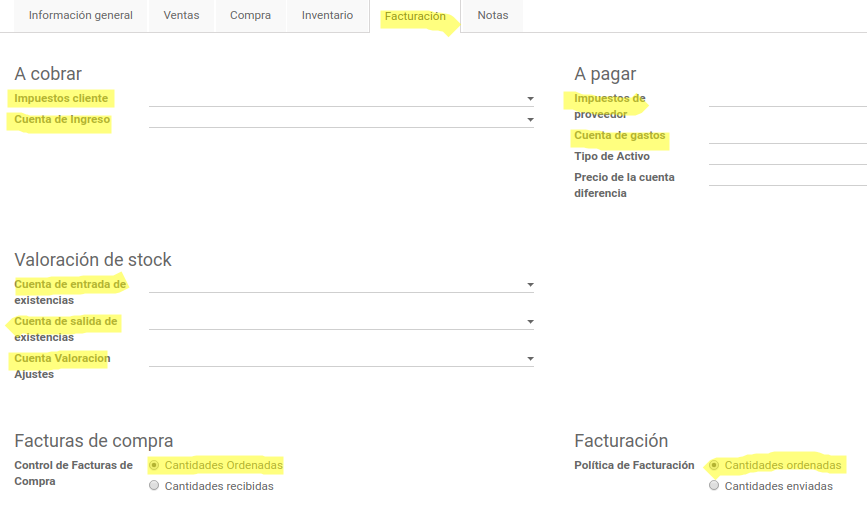 Información general Ventas Compra Inventario Facturación Notas
A cobrar
Impuestos cliente
Cuenta de Ingreso
A pagar
Impuestos de
proveedor
Cuenta de gastos
Tipo de Activo
Precio de la cuenta
diferencia
Valoración de stock
Cuenta de entrada de
existencias
Cuenta de salida de
existencias
Cuenta Valoracion
Ajustes
Facturas de compra
Control de Facturas de
Compra
Cantidades Ordenadas
Cantidades recibidas
Facturación
Política de Facturación
Cantidades ordenadas
Cantidades enviadas